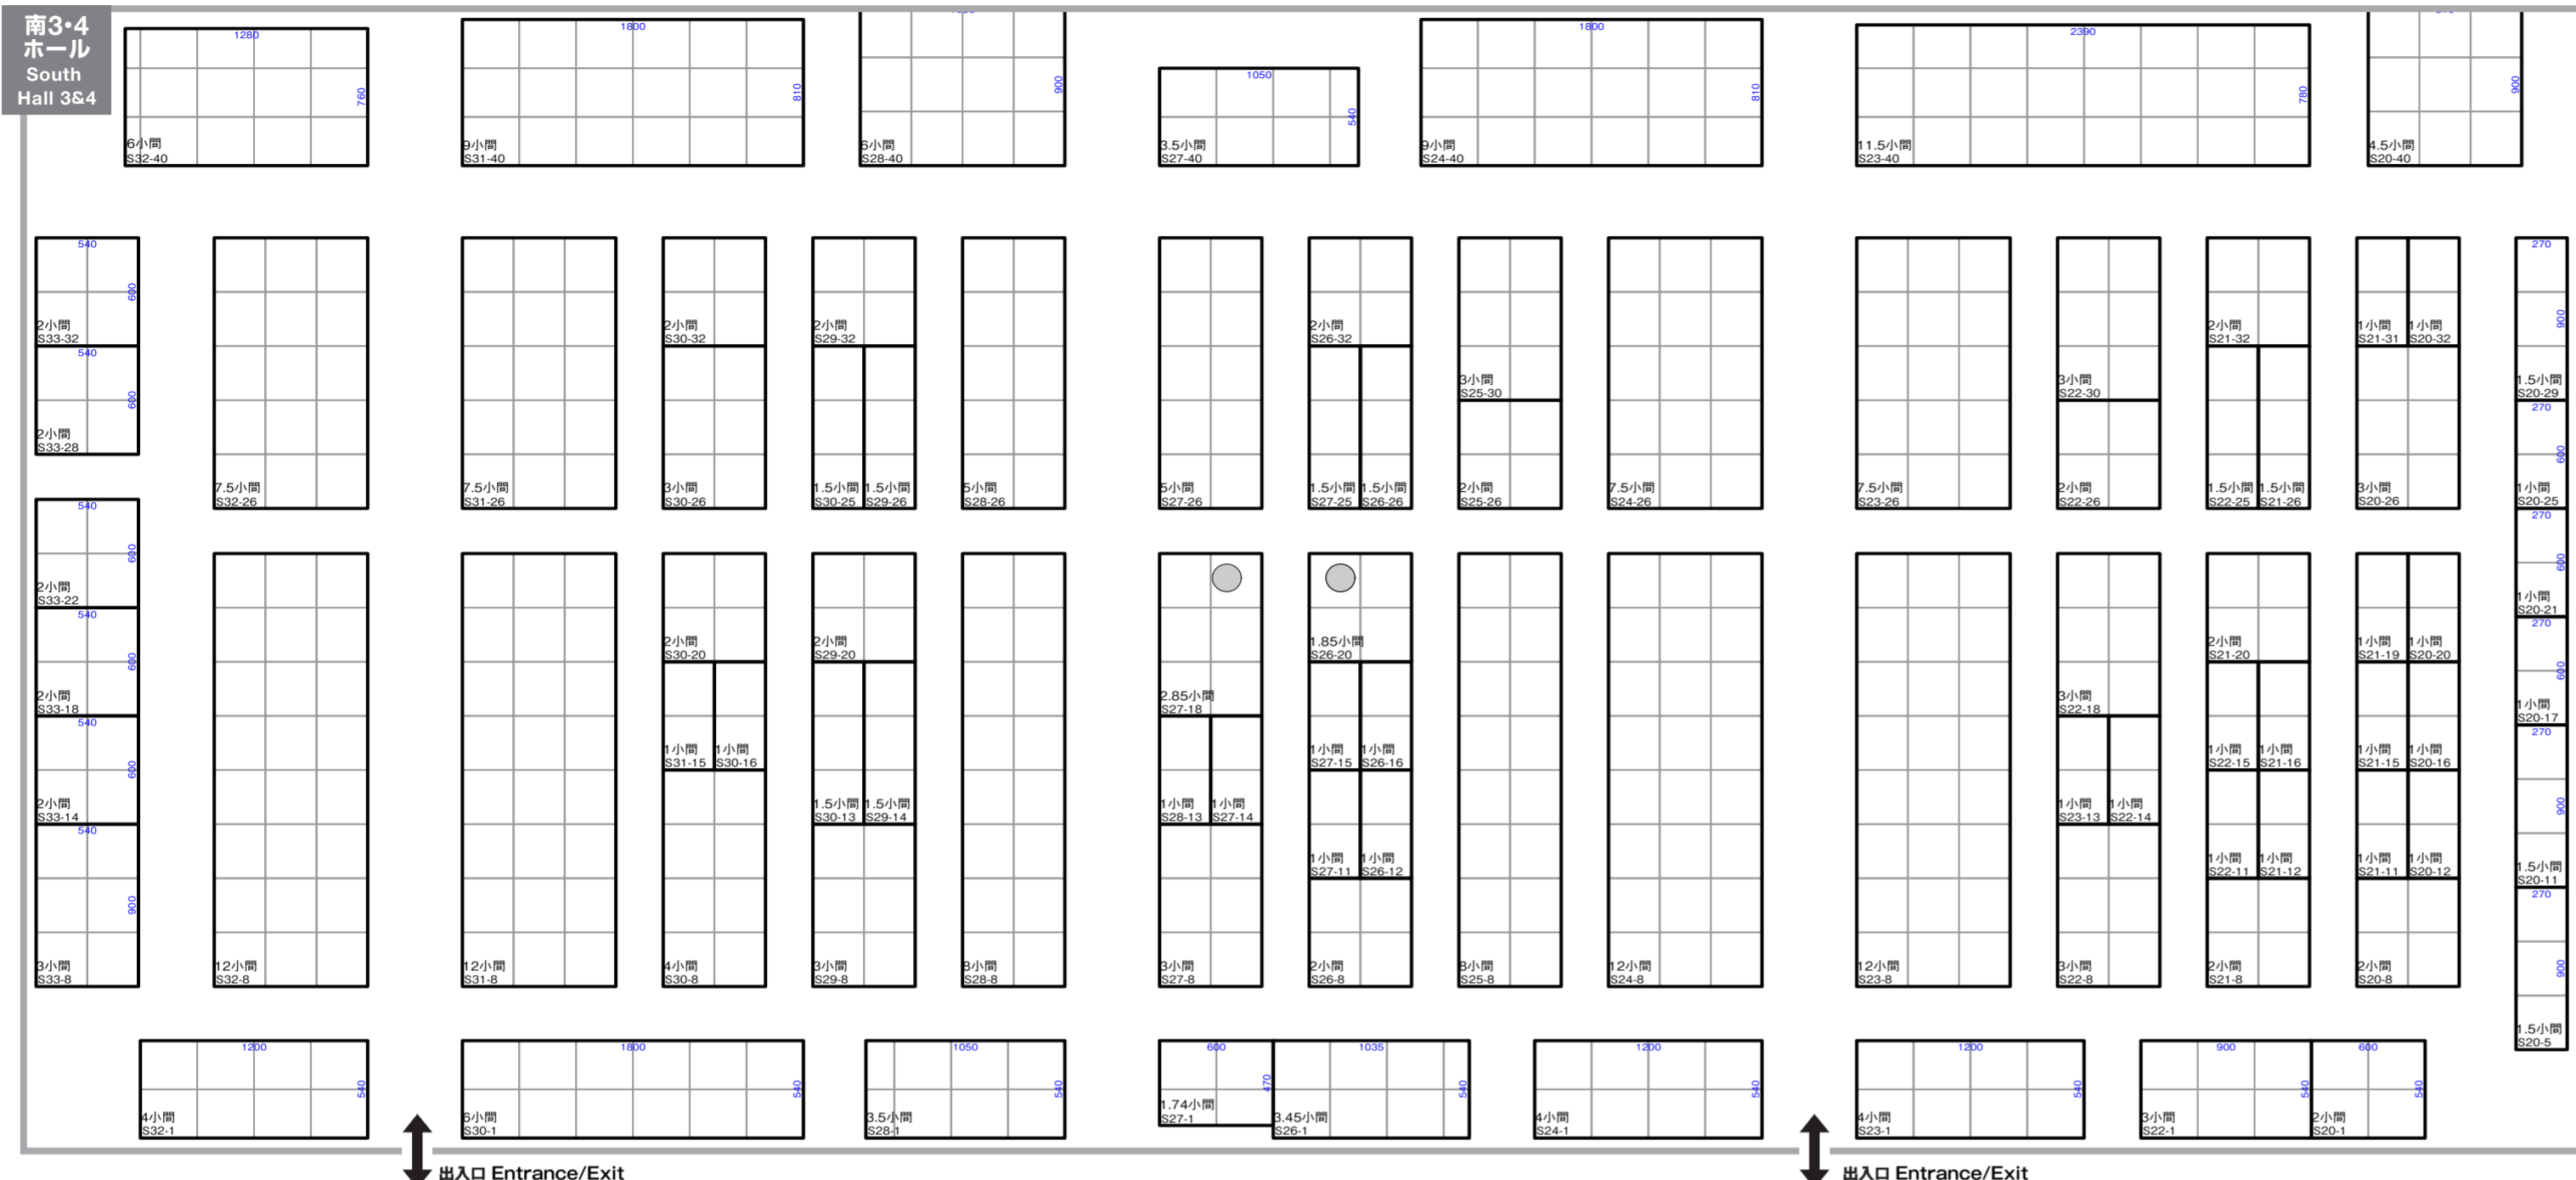 南3・4
ホール
South
Hall 3&4
1280
760
6小間
S32-40
1800
810
9小間
S31-40
900
6小間
S28-40
1050
540
3.5小間
S27-40
1800
810
9小間
S24-40
2390
780
11.5小間
S23-40
900
4.5小間
S20-40
540
600
2小間
S33-32
540
600
2小間
S33-28
7.5小間
S32-26
7.5小間
S31-26
2小間
S30-32
3小間
S30-26
2小間
S29-32
1.5小間
S30-25
1.5小間
S29-26
5小間
S28-26
5小間
S27-26
2小間
S26-32
1.5小間
S27-25
1.5小間
S26-26
3小間
S25-30
2小間
S25-26
7.5小間
S24-26
7.5小間
S23-26
3小間
S22-30
2小間
S22-26
2小間
S21-32
1.5小間
S22-25
1.5小間
S21-26
1小間
S21-31
1小間
S20-32
3小間
S20-26
270
900
1.5小間
S20-29
270
600
1小間
S20-25
540
600
2小間
S33-22
540
600
2小間
S33-18
540
600
2小間
S33-14
540
900
3小間
S33-8
12小間
S32-8
12小間
S31-8
2小間
S30-20
1小間
S31-15
1小間
S30-16
4小間
S30-8
2小間
S29-20
1.5小間
S30-13
1.5小間
S29-14
3小間
S29-8
8小間
S28-8
2.85小間
S27-18
1小間
S28-13
1小間
S27-14
3小間
S27-8
1.85小間
S26-20
1小間
S27-15
1小間
S26-16
1小間
S27-11
1小間
S26-12
2小間
S26-8
8小間
S25-8
12小間
S24-8
12小間
S23-8
3小間
S22-18
1小間
S23-13
1小間
S22-14
3小間
S22-8
2小間
S21-20
1小間
S22-15
1小間
S21-16
1小間
S22-11
1小間
S21-12
2小間
S21-8
1小間
S21-19
1小間
S20-20
1小間
S21-15
1小間
S20-16
1小間
S21-11
1小間
S20-12
2小間
S20-8
270
600
1小間
S20-21
270
600
1小間
S20-17
270
900
1.5小間
S20-11
270
900
1.5小間
S20-5
1200
540
4小間
S32-1
1800
540
6小間
S30-1
1050
540
3.5小間
S28-1
600
470
1.74小間
S27-1
1035
540
3.45小間
S26-1
1200
540
4小間
S24-1
1200
540
4小間
S23-1
900
540
3小間
S22-1
600
540
2小間
S20-1
出入口 Entrance/Exit
出入口 Entrance/Exit